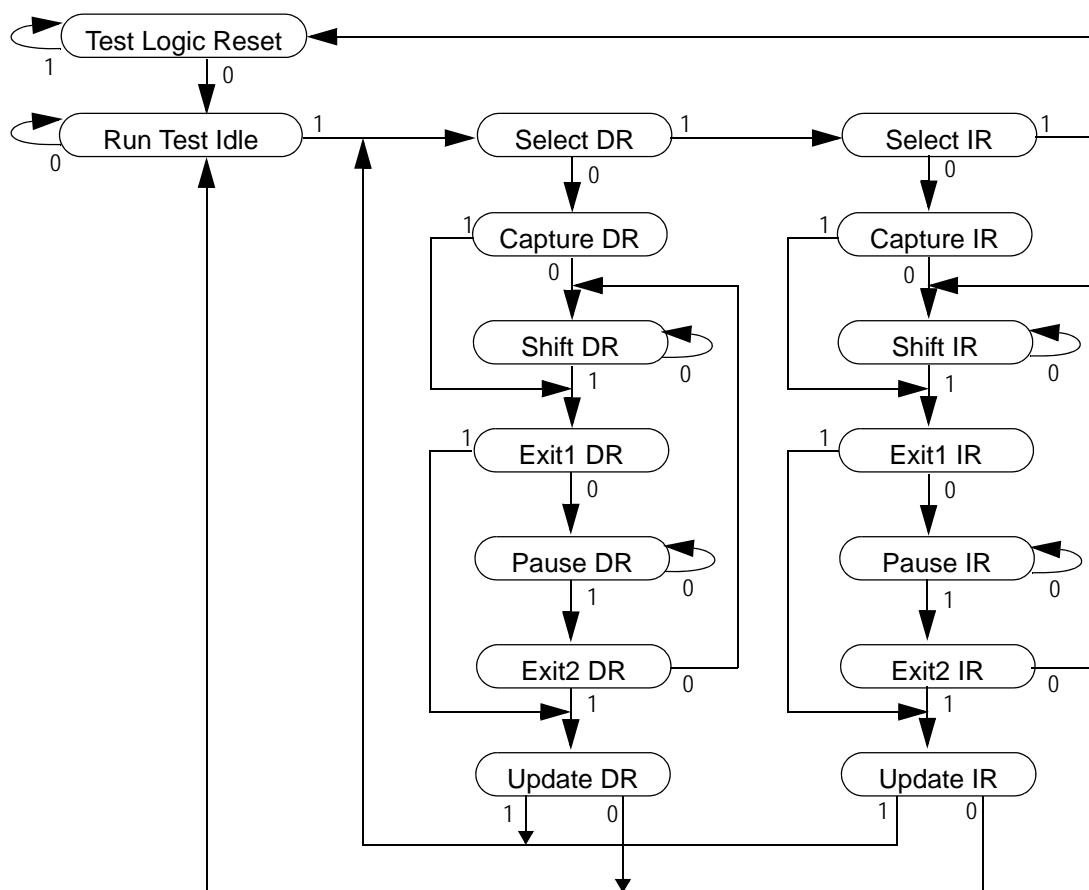 Test Logic Reset
1
0
Run Test Idle
1
0
Select DR
1
0
Select IR
1
0
1
Capture DR
0
1
Capture IR
0
Shift DR
0
1
Shift IR
0
1
1
Exit1 DR
0
1
Exit1 IR
0
Pause DR
0
1
Pause IR
0
1
Exit2 DR
0
1
Exit2 IR
0
1
Update DR
1
0
Update IR
1
0